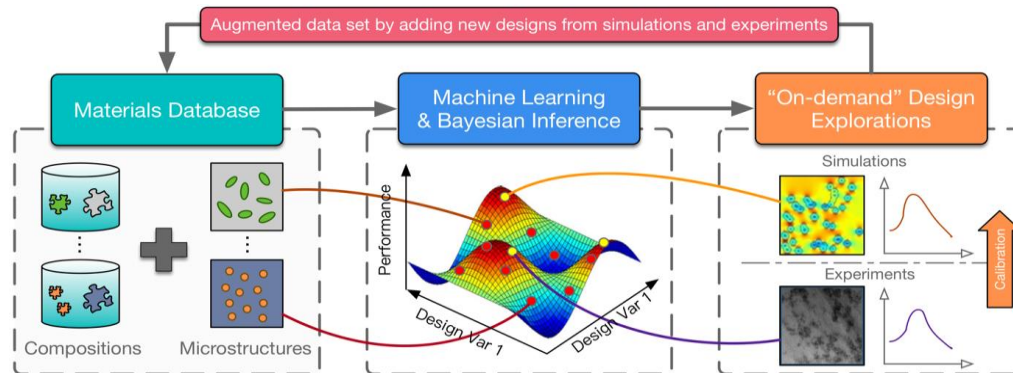 Augmented data set by adding new designs from simulations and experiments
Materials Database
Machine Learning
& Bayesian Inference
“On-demand” Design
Explorations
Compositions
Microstructures
Performance
Design Var 1
Design Var 1
Simulations
Experiments
Calibration